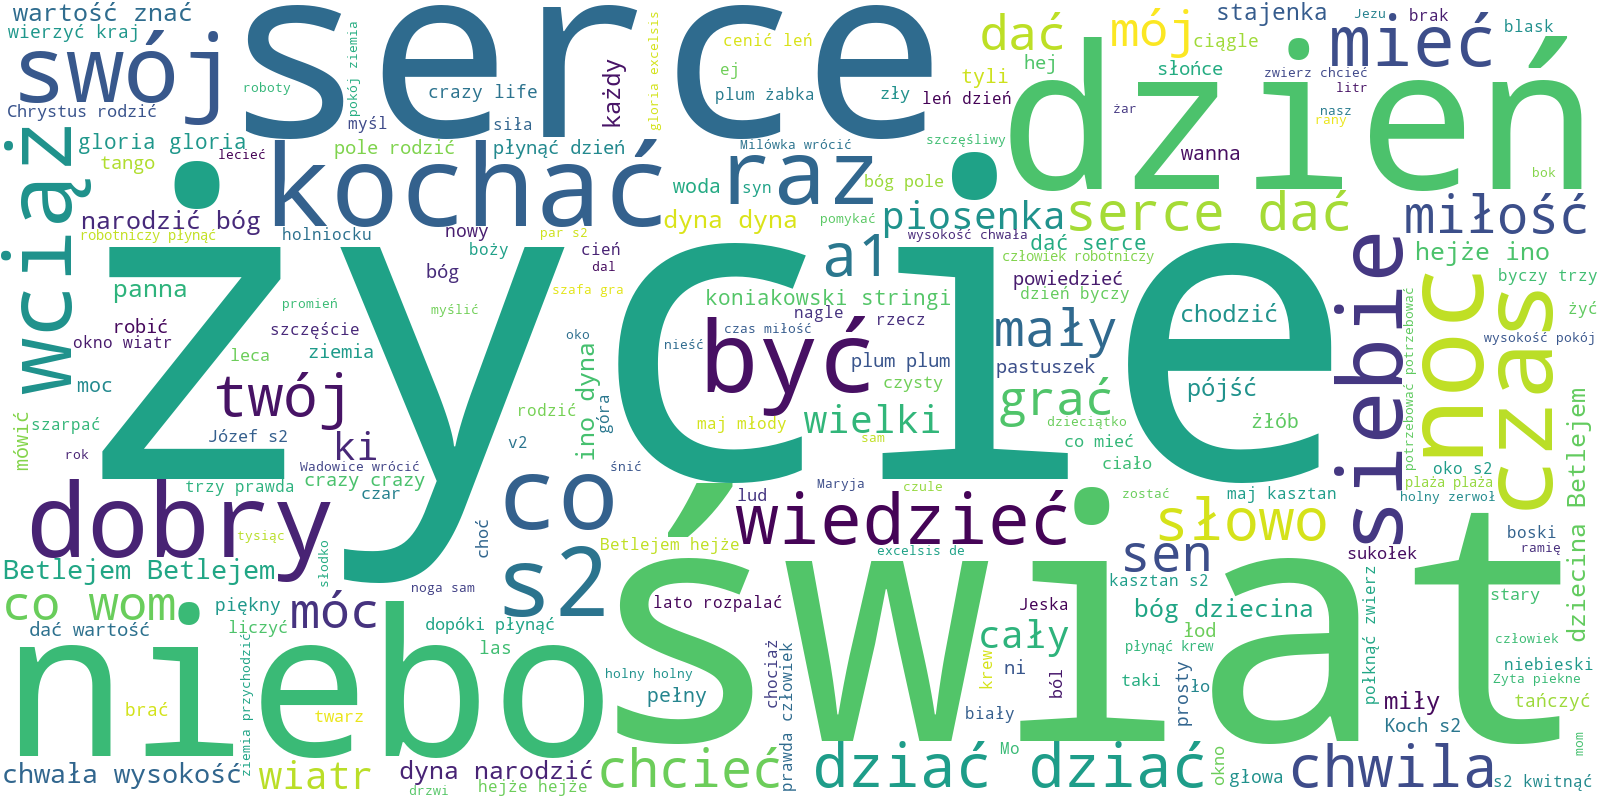 wartość znać
wierzyć kraj
swój
serce
pokój ziemia
roboty
crazy life
każdy
gloria excelsis
cenić leń
ej
plum żabka
zły
dać
tyli
leń dzień
hej
mój
ciągle
słońce
stajenka
Jezu
brak
mieć
blask
zwierz chcieć
litr
nasz
rany
żar
dzień
Chrystus rodzić
myśl
siła
gloria gloria
tango
lecieć
pole rodzić
płynąć dzień
Milówka wrócić
szczęśliwy
wanna
bok
wciąż
kochać
raz
woda
syn
bóg pole
narodzić bóg
robotniczy płynąć
holniocku
nowy
dyna dyna
pomykać
piosenka
serce dać
miłość
par s2
wysokość chwała
dać serce
człowiek robotniczy
hejże ino
życie
boży
cień
bóg
dal
a1
powiedzieć
byczy trzy
panna
promień
szafa gra
koniakowski stringi
dzień byczy
siebie
potrzebować potrzebować
noc
czas
żyć
robić
szczęście
myślić
nagle
rzecz
chodzić
okno wiatr
oko
czas miłość
mały
wysokość pokój
leca
ziemia
nieść
być
plum plum
pastuszek
moc
twój
ino dyna
czysty
pójść
mówić
szarpać
rodzić
góra
maj młody
wielki
grać
dzieciątko
żłób
dziecina Betlejem
Józef s2
ki
v2
sam
co mieć
rok
Wadowice wrócić
śnić
ciało
oko s2
crazy crazy
trzy prawda
czar
co
Maryja
czule
zostać
maj kasztan
plaża plaża
holny zerwoł
dobry
lud
wiedzieć
słowo
tysiąc
choć
Betlejem hejże
excelsis de
sen
sukołek
boski
ramię
Betlejem Betlejem
słodko
s2
świat
kasztan s2
noga sam
co wom
piękny
móc
lato rozpalać
Jeska
bóg dziecina
połknąć zwierz
stary
dać wartość
liczyć
dopóki płynąć
cały
łod
człowiek
niebo
ziemia przychodzić
las
płynąć krew
niebieski
holny holny
chociaż
prawda człowiek
krew
ni
ból
taki
prosty
ło
Zyta piekne
pełny
miły
tańczyć
brać
twarz
biały
Koch s2
mom
chwała wysokość
wiatr
dyna narodzić
drzwi
hejże hejże
chcieć
dziać dziać
Mo
okno
głowa
chwila
s2 kwitnąć